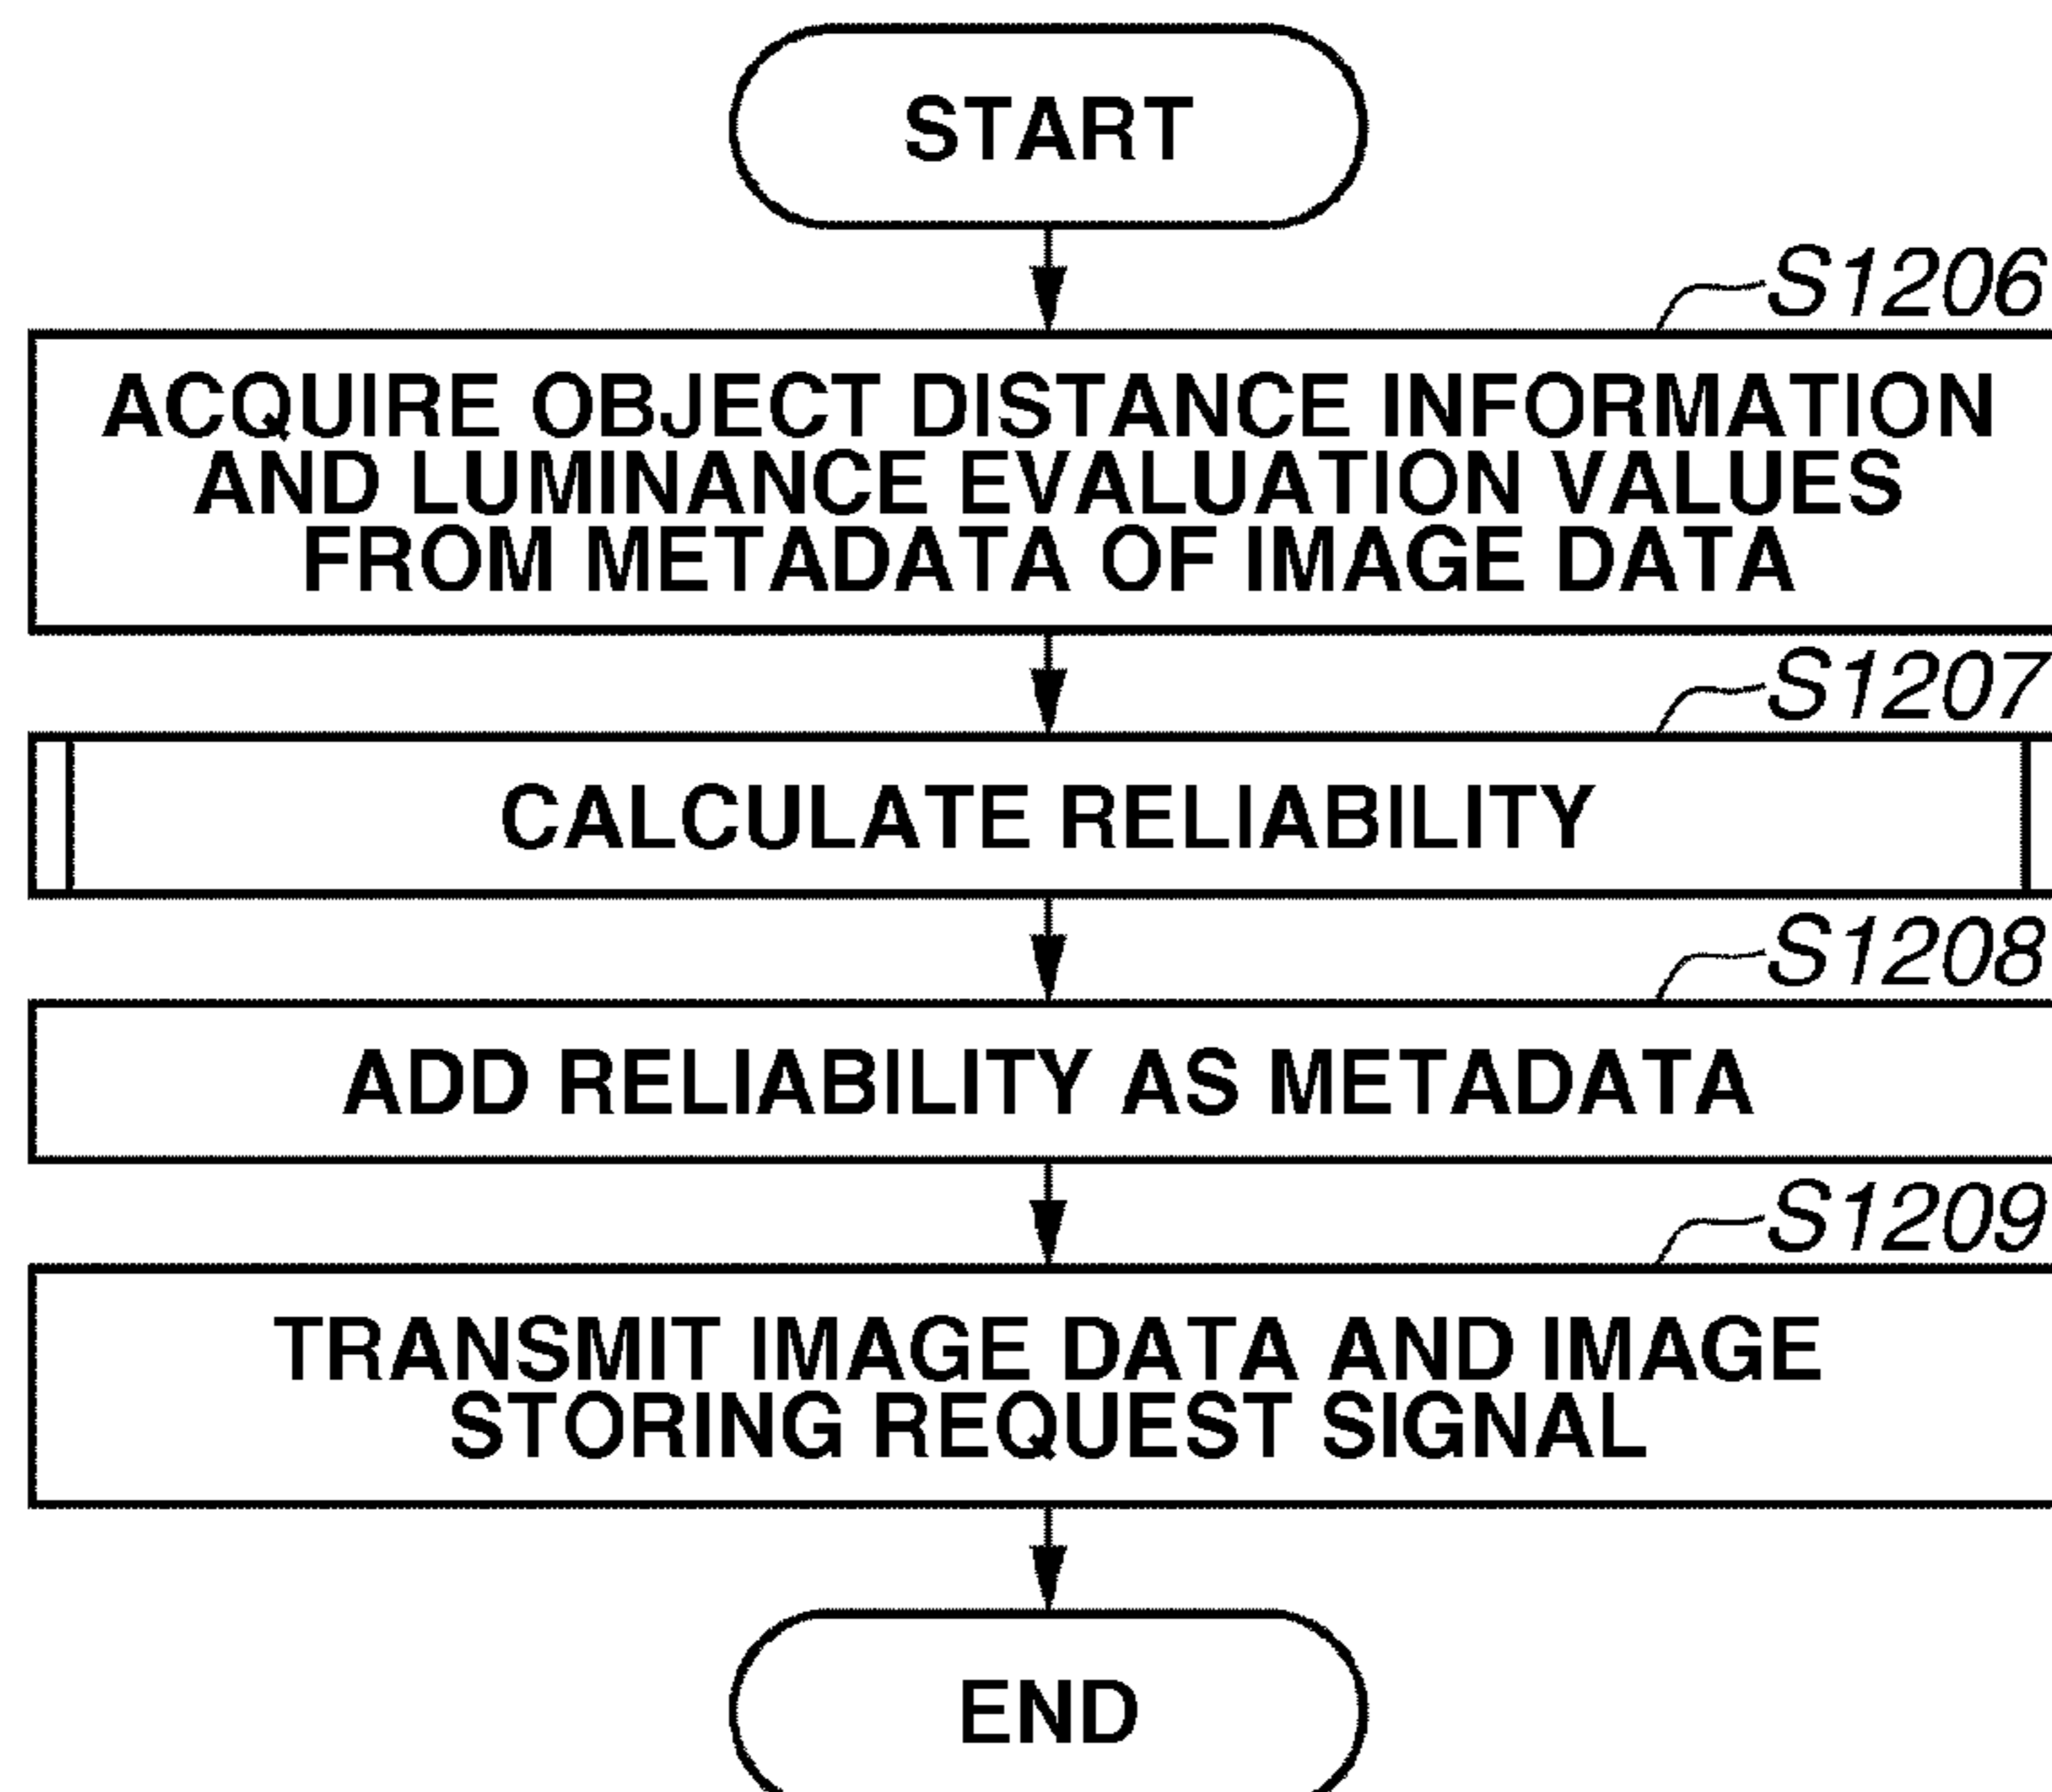 START
S1206
ACQUIRE OBJECT DISTANCE INFORMATION
AND LUMINANCE EVALUATION VALUES
FROM METADATA OF IMAGE DATA
S1207
CALCULATE RELIABILITY
S1208
ADD RELIABILITY AS METADATA
S1209
TRANSMIT IMAGE DATA AND IMAGE
STORING REQUEST SIGNAL
END